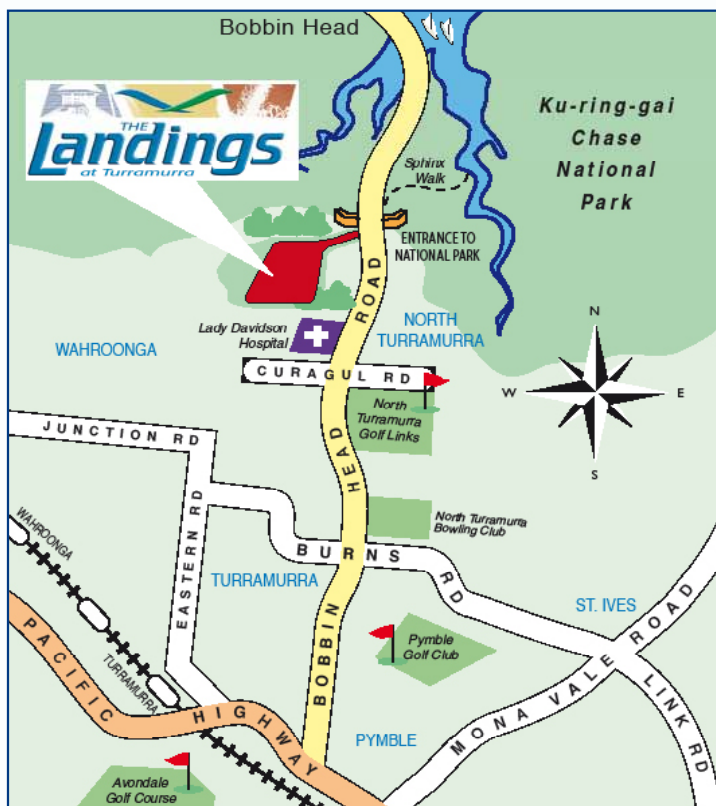 Bobbin Head
THE
Landings
at Turramurra
Ku-ring-gai
Chase
National
Park
Sphinx
Walk
ENTRANCE TO
NATIONAL PARK
Lady Davidson
Hospital
NORTH
TURRAMURRA
WAHROONGA
CURAGUL RD
North
Turramurra
Golf Links
N
W
E
S
JUNCTION RD
EASTERN RD
North Turramurra
Bowling Club
BURNS RD
WAHROONGA
TURRAMURRA
TURRAMURRA
BOBBIN HEAD ROAD
ST. IVES
Pymble
Golf Club
MONA VALE ROAD
LINK RD
PACIFIC HIGHWAY
PYMBLE
Avondale
Golf Course